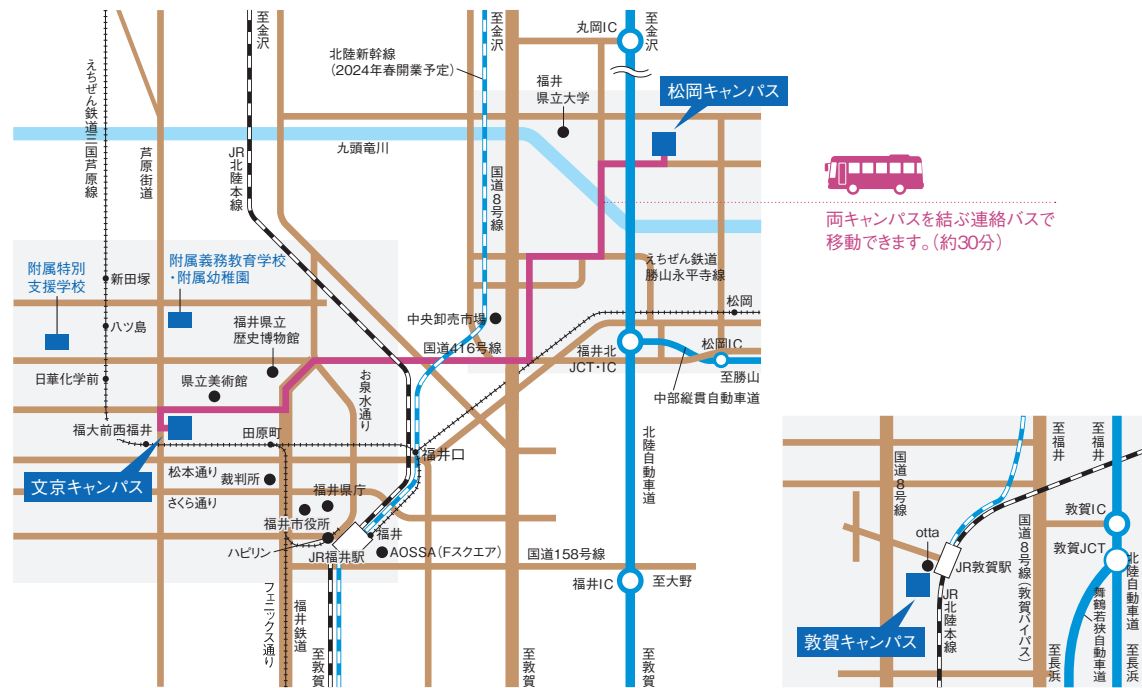 至金沢
至金沢
至金沢
丸岡IC
北陸新幹線
(2024年春開業予定)
福井
県立大学
松岡キャンパス
えちぜん鉄道三国芦原線
芦原街道
JR北陸本線
九頭竜川
国道8号線
両キャンパスを結ぶ連絡バスで
移動できます。(約30分)
附属特別
支援学校
新田塚
附属義務教育学校
・附属幼稚園
えちぜん鉄道
勝山永平寺線
松岡
八ツ島
福井県立
歴史博物館
中央卸売市場
国道416号線
福井北
JCT・IC
松岡IC
至勝山
中部縦貫自動車道
日華化学前
県立美術館
お泉水通り
福大前西福井
田原町
福井口
北陸自動車道
文京キャンパス
松本通り
裁判所
さくら通り
福井県庁
福井市役所
福井
ハピリン
JR福井駅
AOSSA(Fスクエア)
国道158号線
福井IC
至大野
フェニックス通り
福井鉄道
至敦賀
至敦賀
至敦賀
国道8号線
至福井
至福井
敦賀IC
otta
JR敦賀駅
敦賀JCT
国道8号線(敦賀バイパス)
北陸自動車道
敦賀キャンパス
JR北陸本線
舞鶴若狭自動車道
至長浜
至長浜